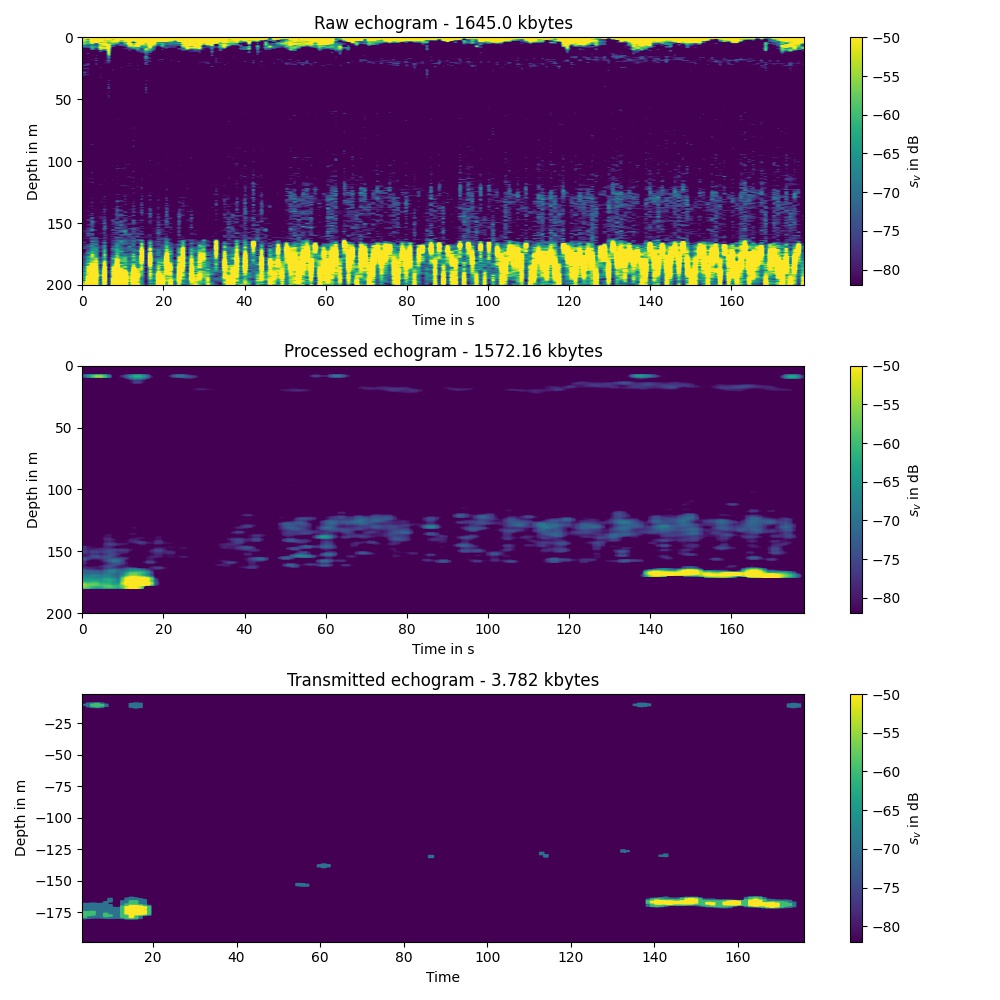 Raw echogram - 1645.0 kbytes
0
50
100
150
200
Depth in m
0 20 40 60 80 100 120 140 160
Time in s
−50
−55
−60
−65
−70
−75
−80
sv in dB
Processed echogram - 1572.16 kbytes
0
50
100
150
200
Depth in m
0 20 40 60 80 100 120 140 160
Time in s
−50
−55
−60
−65
−70
−75
−80
sv in dB
Transmitted echogram - 3.782 kbytes
−25
−50
−75
−100
−125
−150
−175
Depth in m
20 40 60 80 100 120 140 160
Time
−50
−55
−60
−65
−70
−75
−80
sv in dB